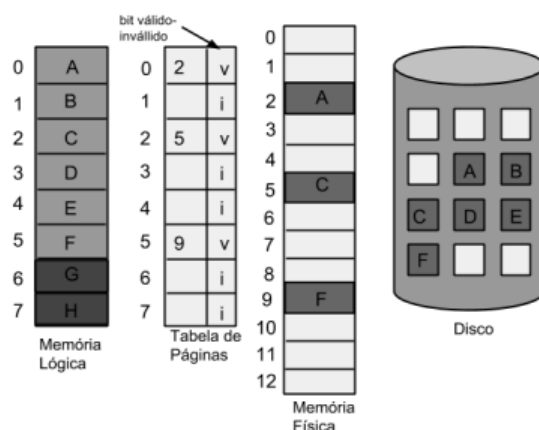 bit válido-
inválido
0 A
1 B
2 C
3 D
4 E
5 F
6 G
7 H
Memória
Lógica
0 2 v
1 i
2 5 v
3 i
4 i
5 9 v
6 i
7 i
Tabela de
Páginas
0
1
2 A
3
4
5 C
6
7
8
9 F
10
11
12
Memória
Física
A B
C D E
F
Disco